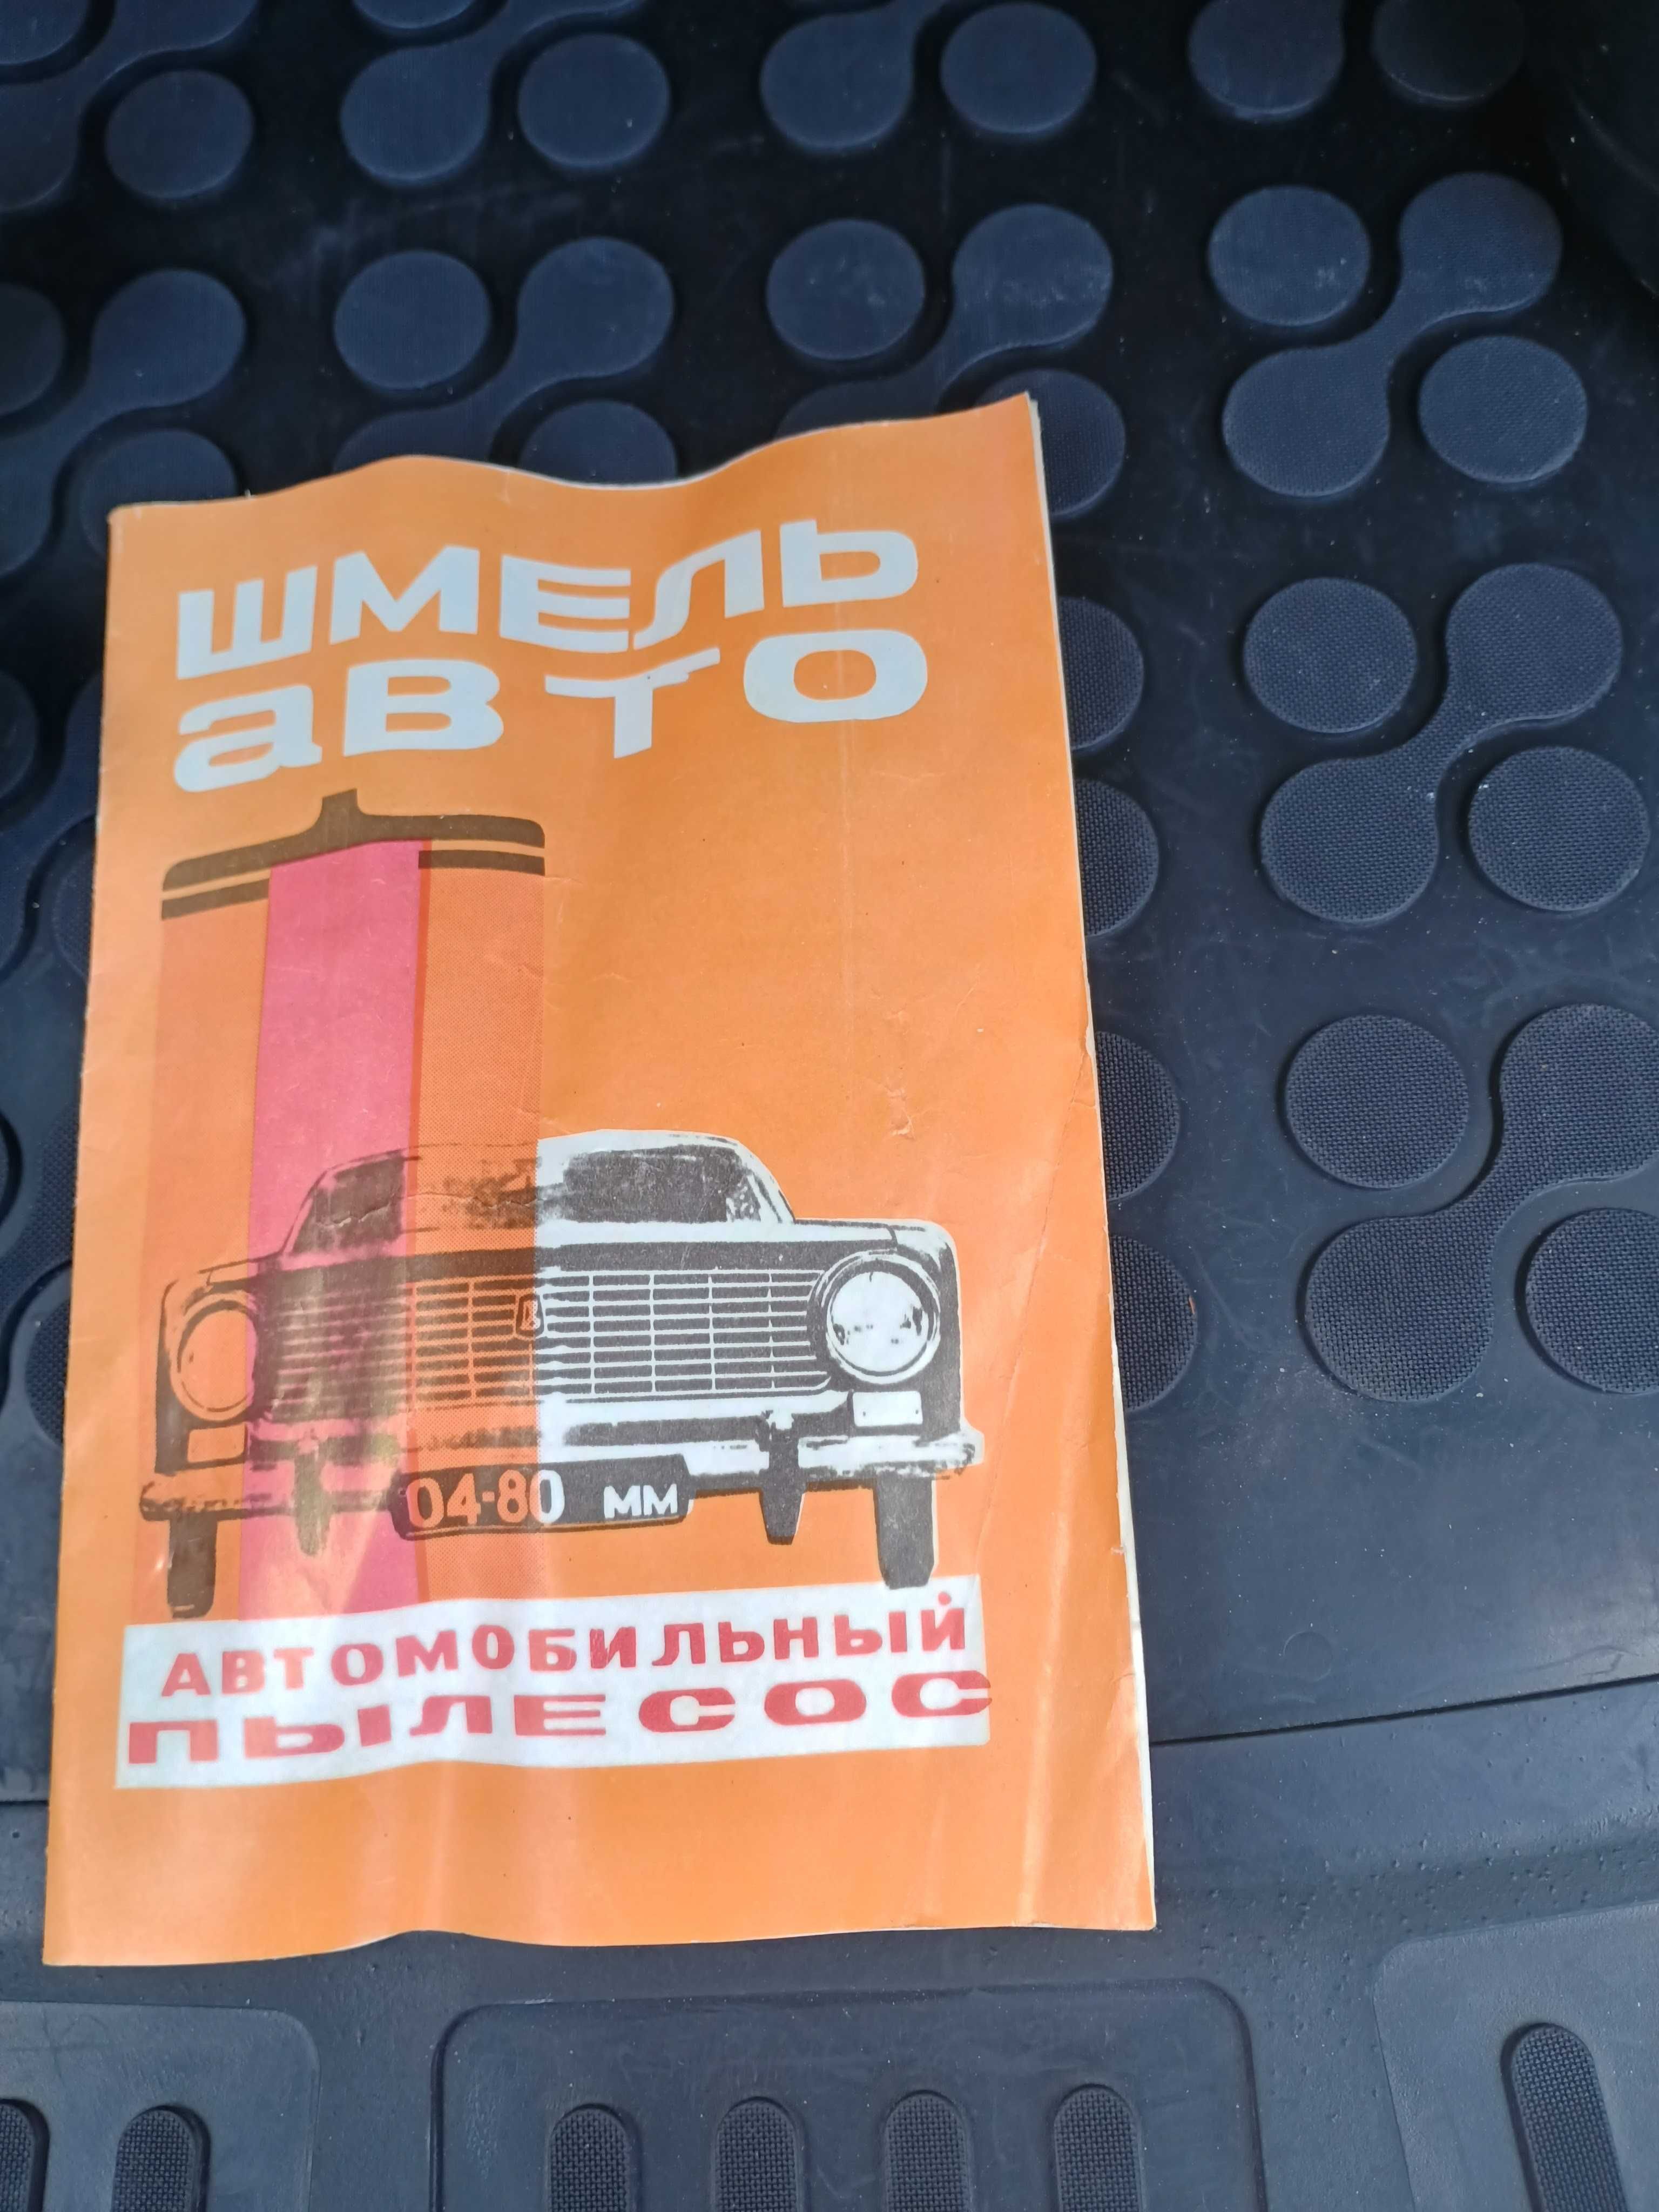 ШМЕЛЬ
авто
04-80 ММ
АВТОМОБИЛЬНЫЙ
ПЫЛЕСОС